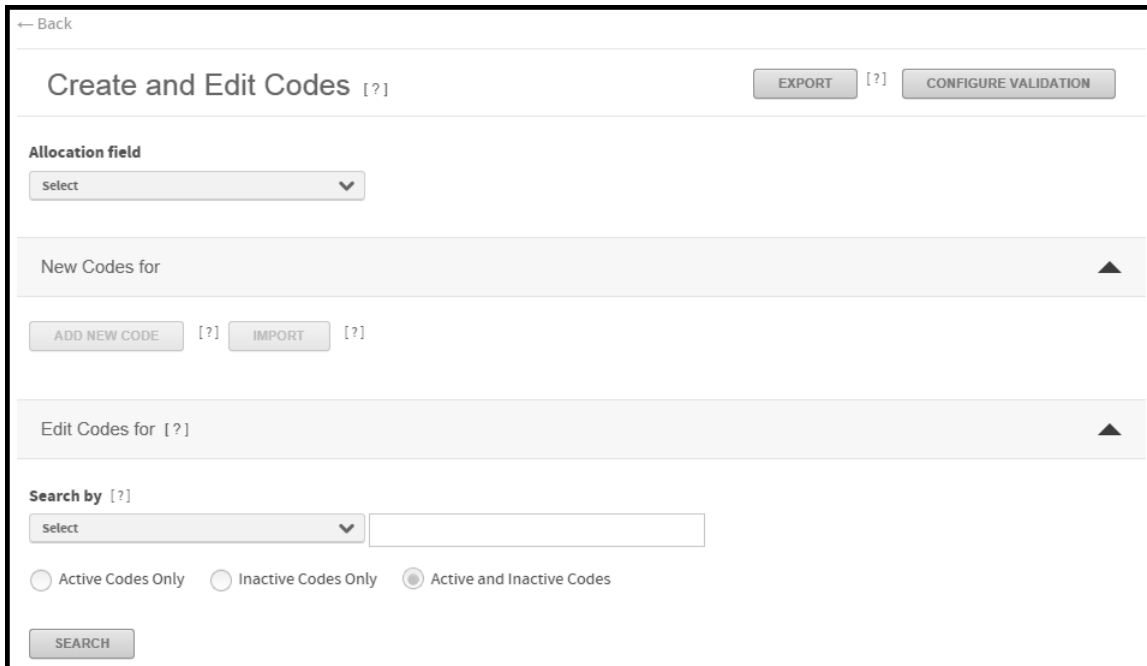 ← Back
Create and Edit Codes [?] EXPORT [?] CONFIGURE VALIDATION
Allocation field
Select
New Codes for
ADD NEW CODE [?] IMPORT [?]
Edit Codes for [?]
Search by [?]
Select
Active Codes Only Inactive Codes Only Active and Inactive Codes
SEARCH